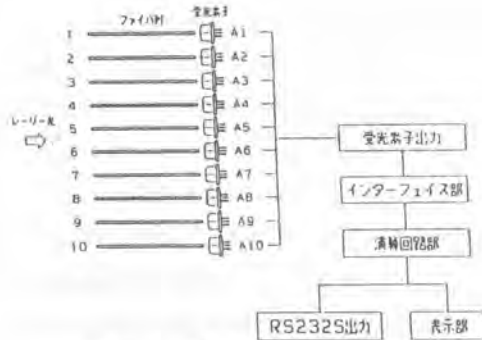 ファイバ列 受光素子
1 A1
2 A2
3 A3
4 A4
レーザー光
5 A5
6 A6
7 A7
8 A8
9 A9
10 A10
受光素子出力
インターフェイス部
演算回路部
RS232S出力 表示部